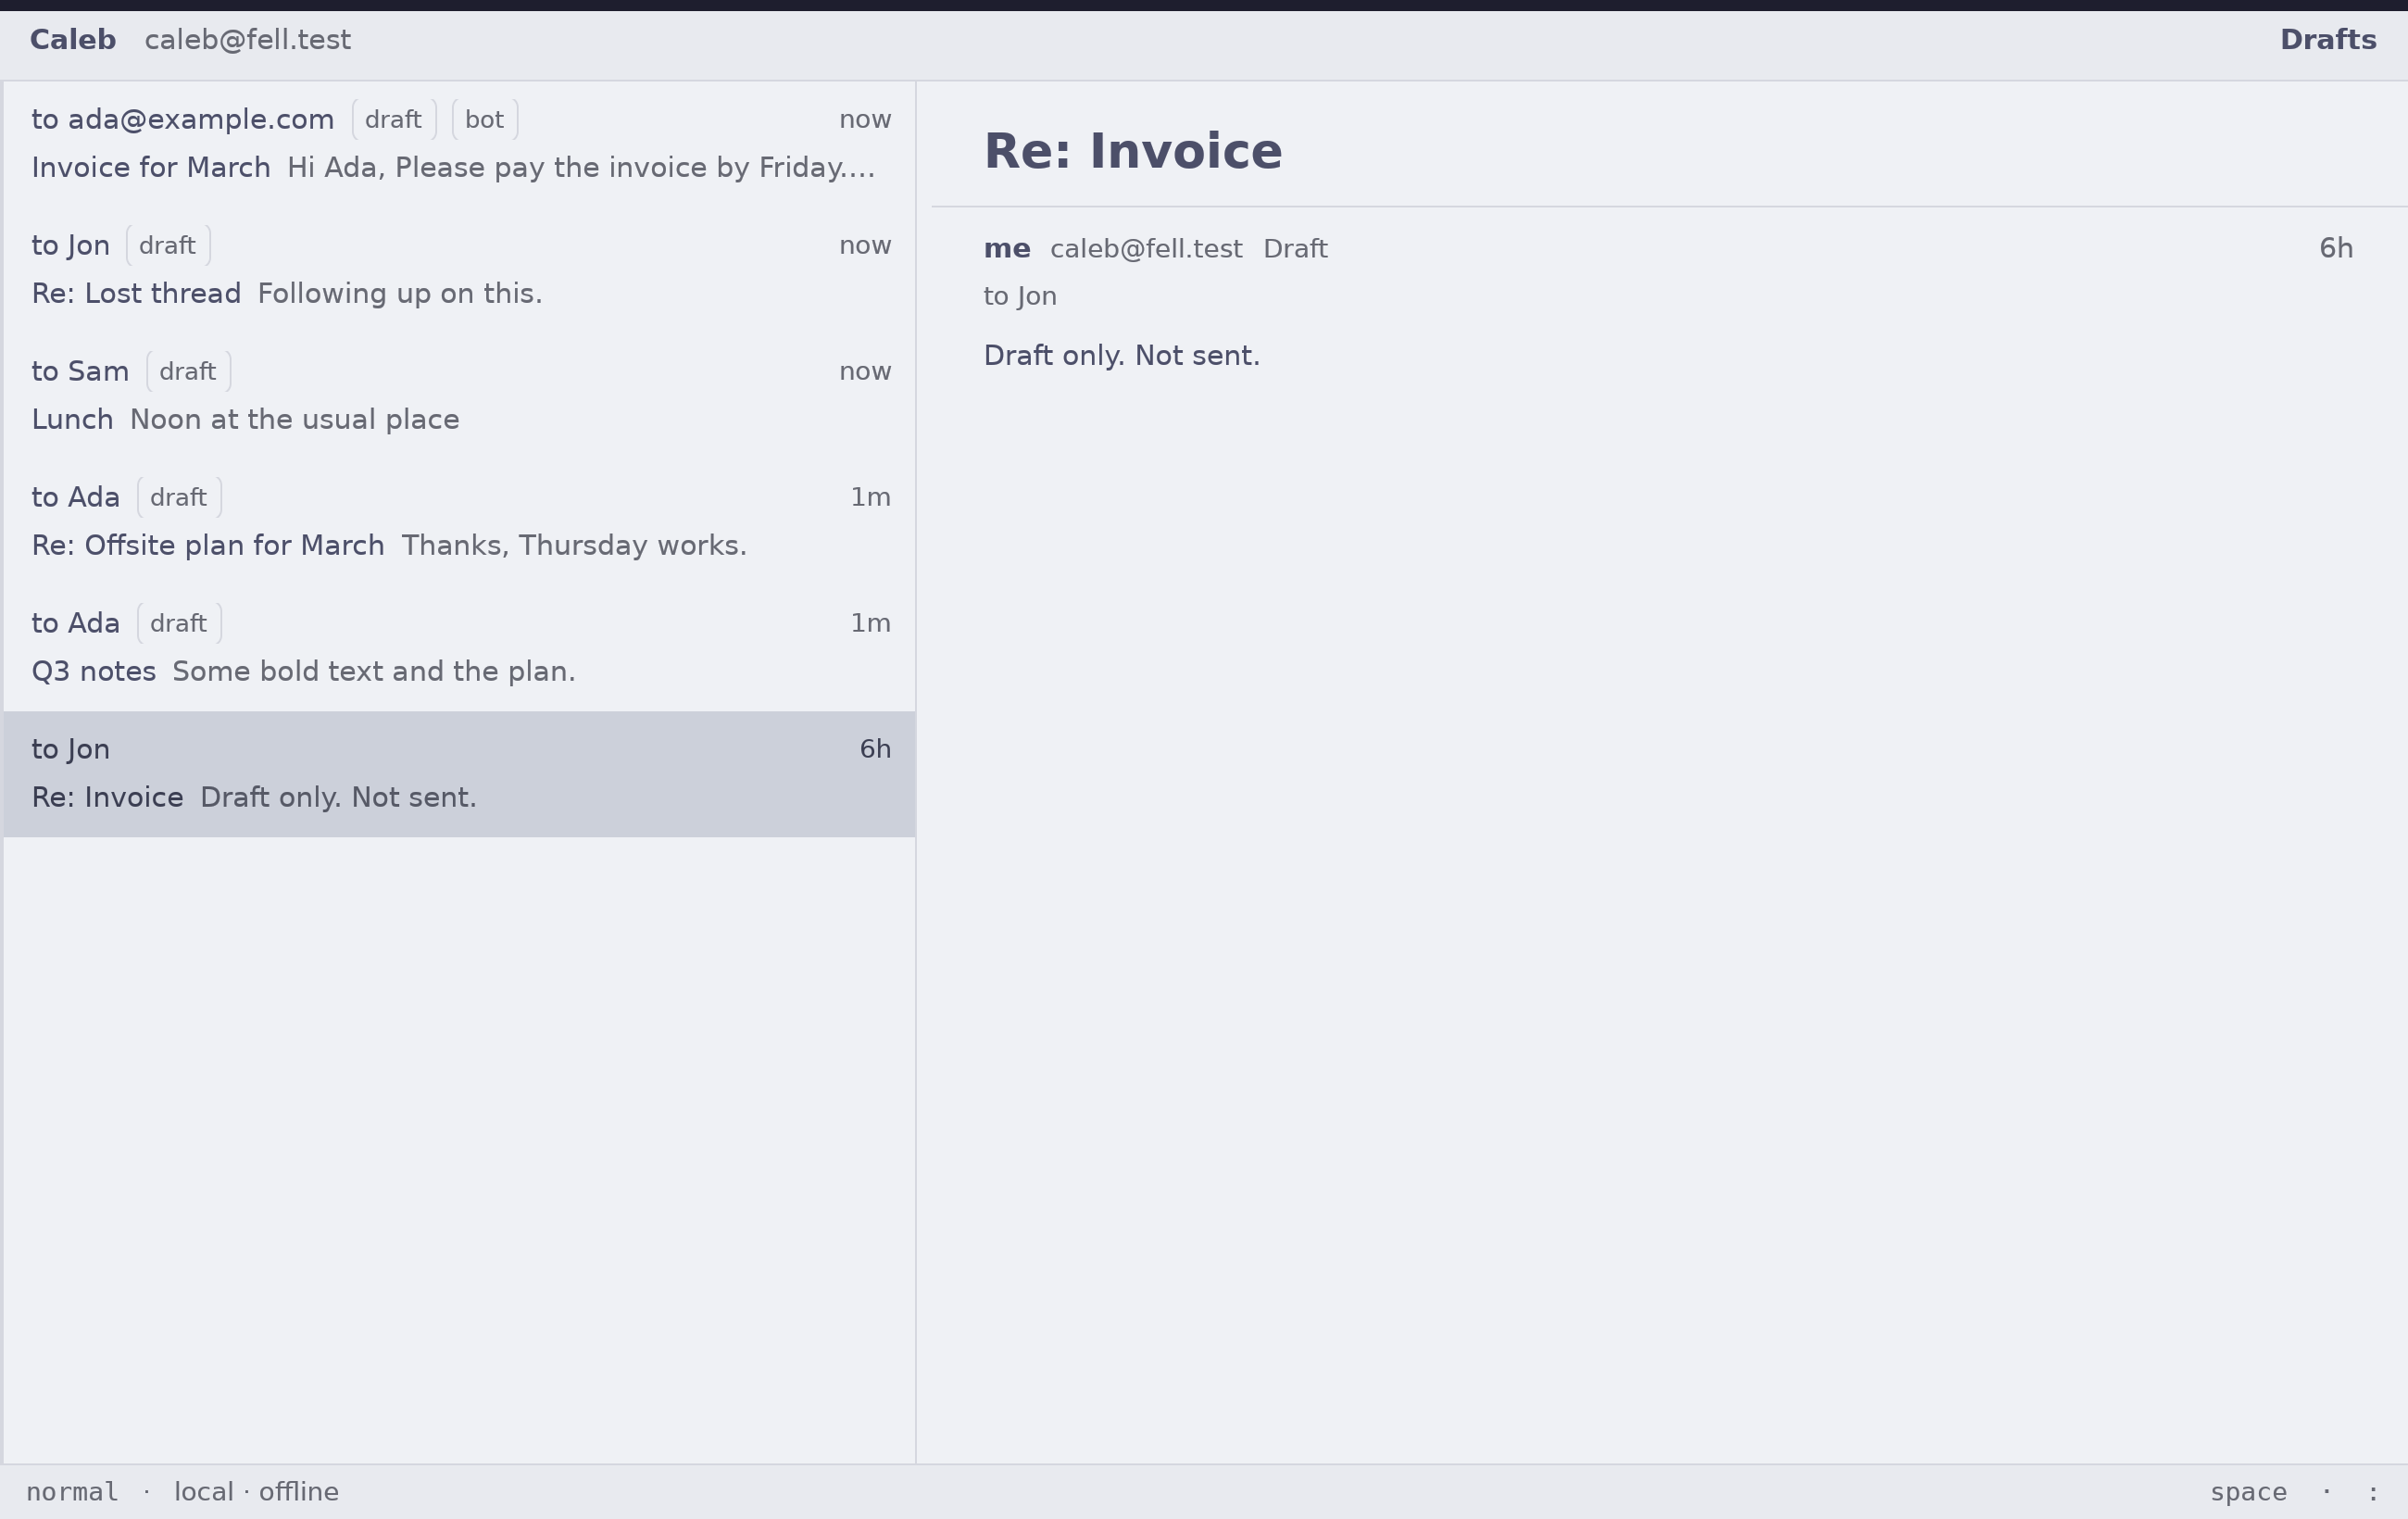 Caleb caleb@fell.test Drafts
to ada@example.com draft bot now
Invoice for March Hi Ada, Please pay the invoice by Friday....
to Jon draft now
Re: Lost thread Following up on this.
to Sam draft now
Lunch Noon at the usual place
to Ada draft 1m
Re: Offsite plan for March Thanks, Thursday works.
to Ada draft 1m
Q3 notes Some bold text and the plan.
to Jon 6h
Re: Invoice Draft only. Not sent.
Re: Invoice
me caleb@fell.test Draft 6h
to Jon
Draft only. Not sent.
normal · local · offline space · :